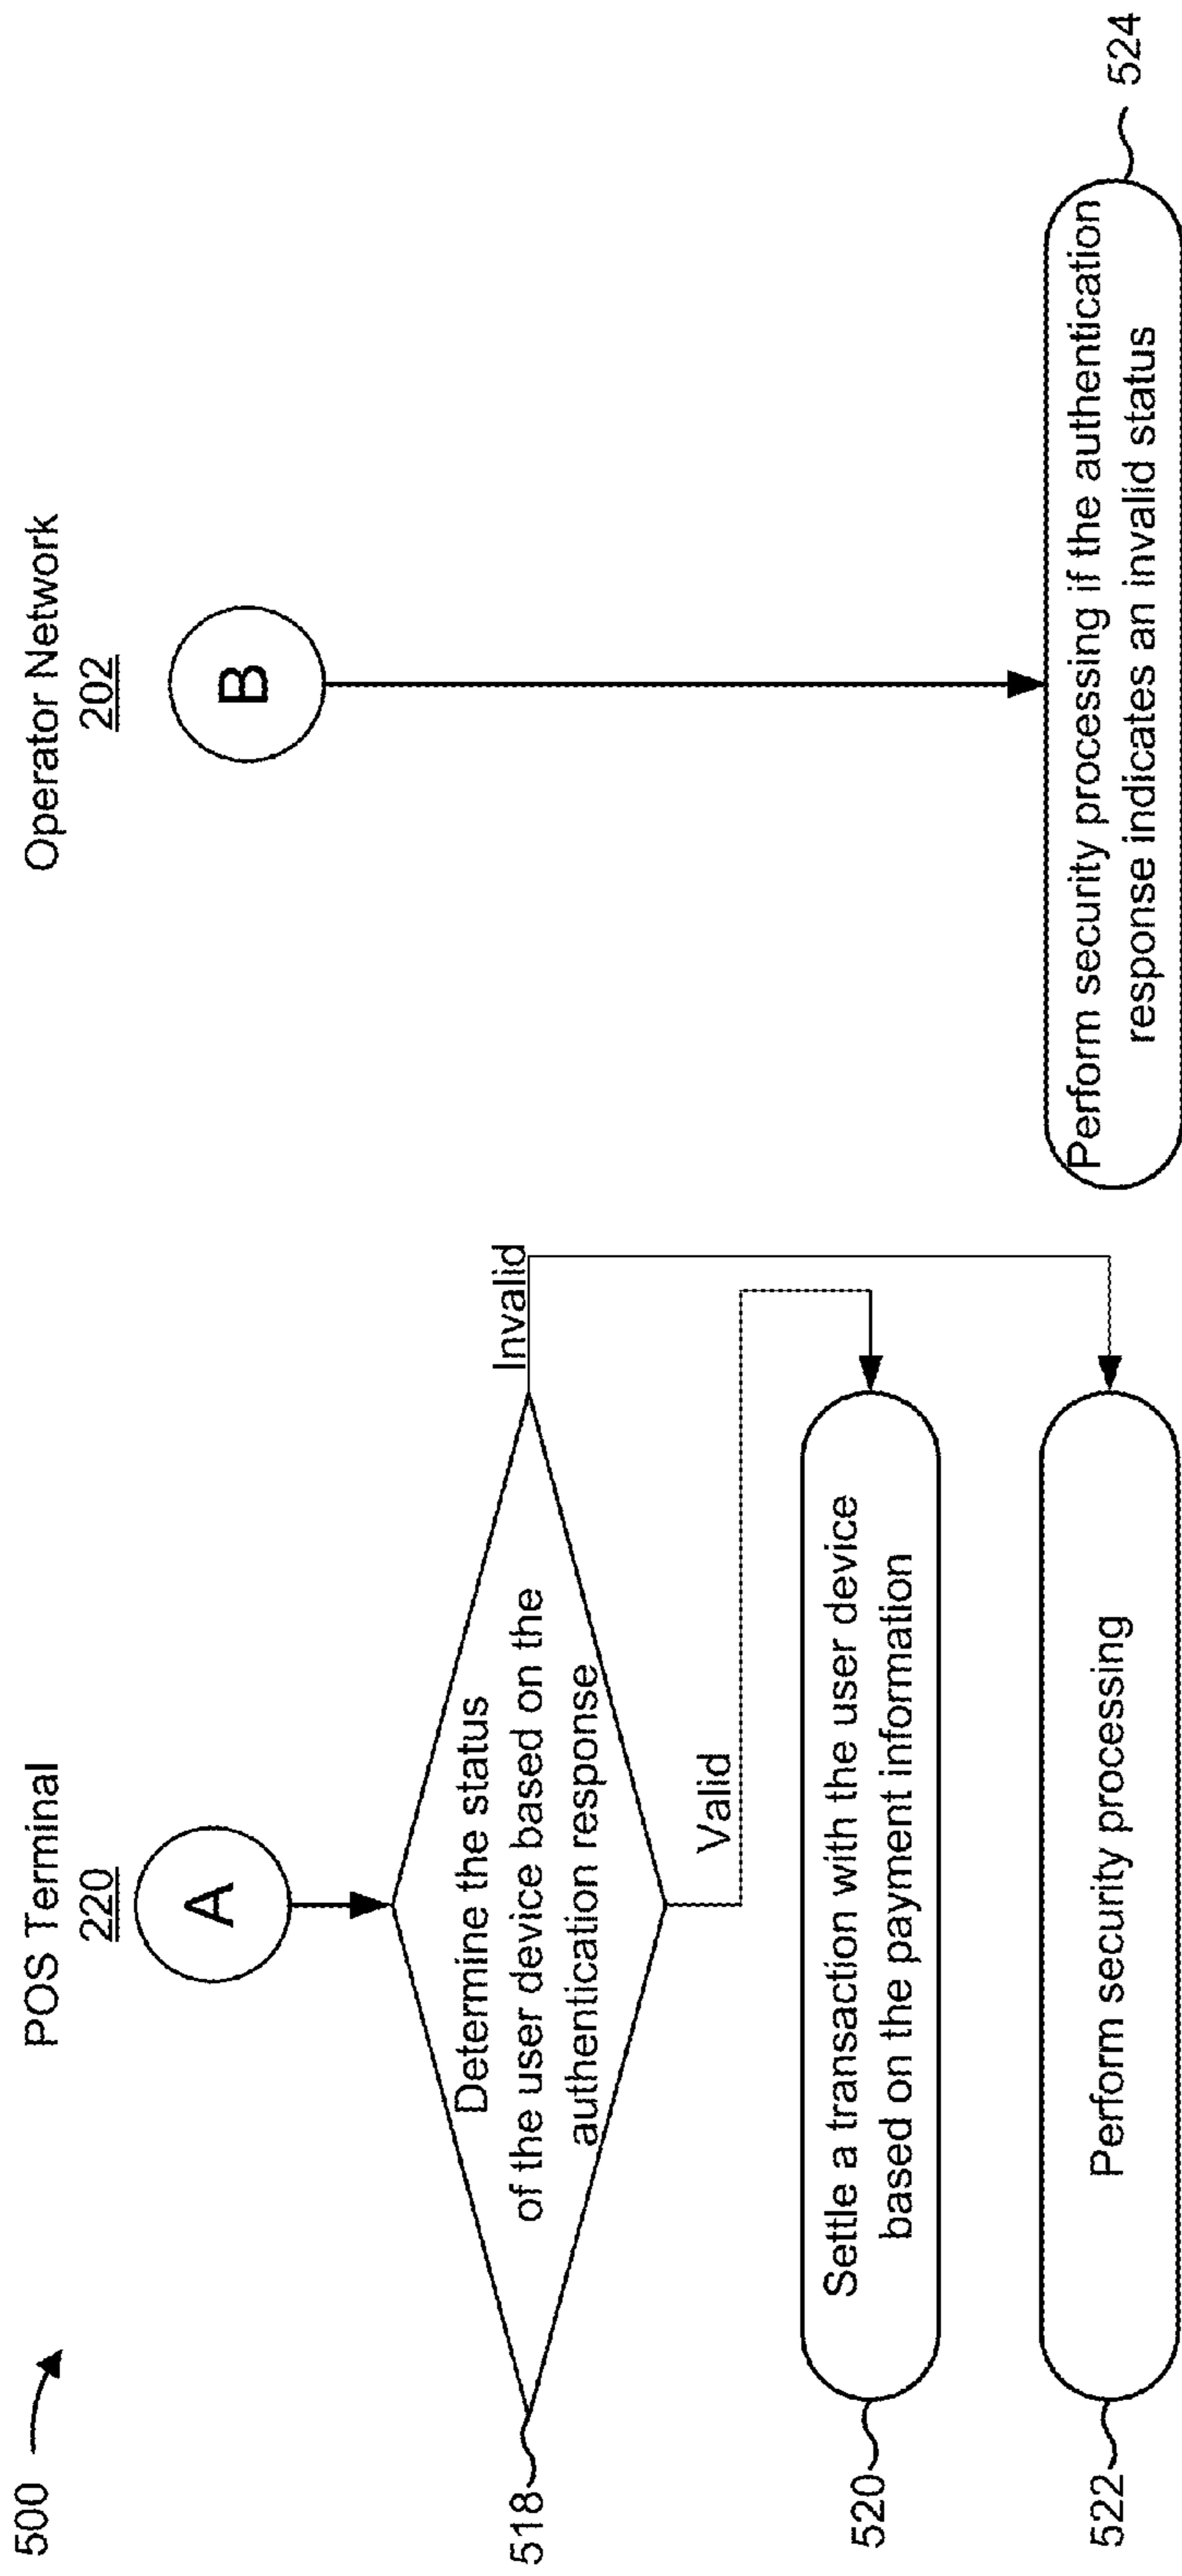 500
POS Terminal
220
Operator Network
202
A
B
518
Determine the status
of the user device based on the
authentication response
Invalid
Valid
520
Settle a transaction with the user device
based on the payment information
522
Perform security processing
Perform security processing if the authentication
response indicates an invalid status
524